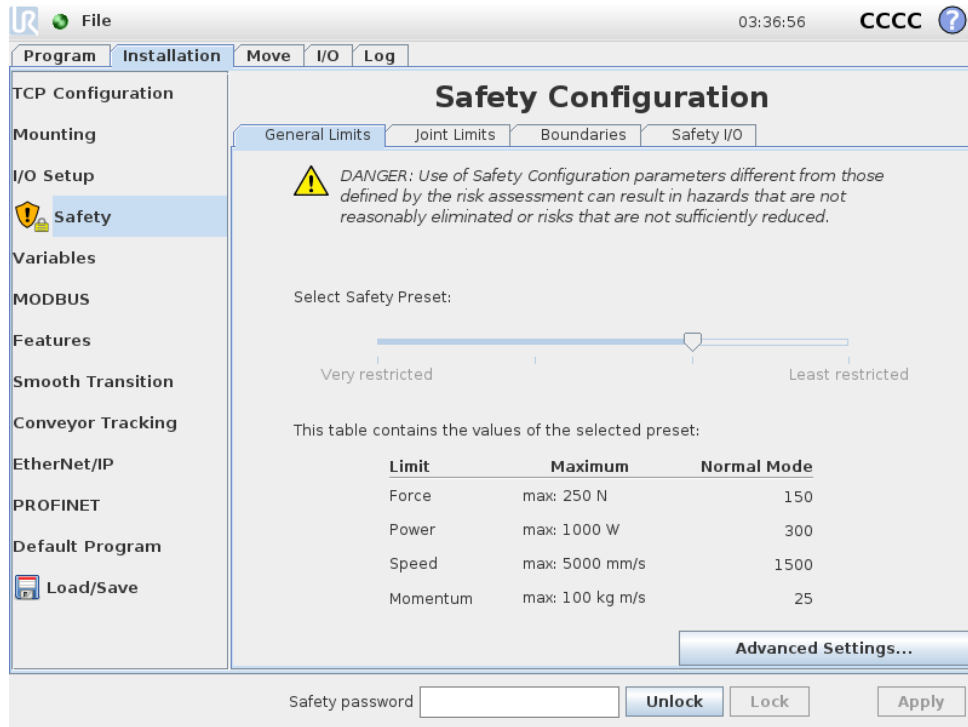 UR File 03:36:56 CCCC ?
Program Installation Move I/O Log
TCP Configuration
Mounting
I/O Setup
Safety
Variables
MODBUS
Features
Smooth Transition
Conveyor Tracking
EtherNet/IP
PROFINET
Default Program
Load/Save
Safety Configuration
General Limits Joint Limits Boundaries Safety I/O
DANGER: Use of Safety Configuration parameters different from those
defined by the risk assessment can result in hazards that are not
reasonably eliminated or risks that are not sufficiently reduced.
Select Safety Preset:
Very restricted Least restricted
This table contains the values of the selected preset:
Limit Maximum Normal Mode
Force max: 250 N 150
Power max: 1000 W 300
Speed max: 5000 mm/s 1500
Momentum max: 100 kg m/s 25
Advanced Settings...
Safety password Unlock Lock Apply